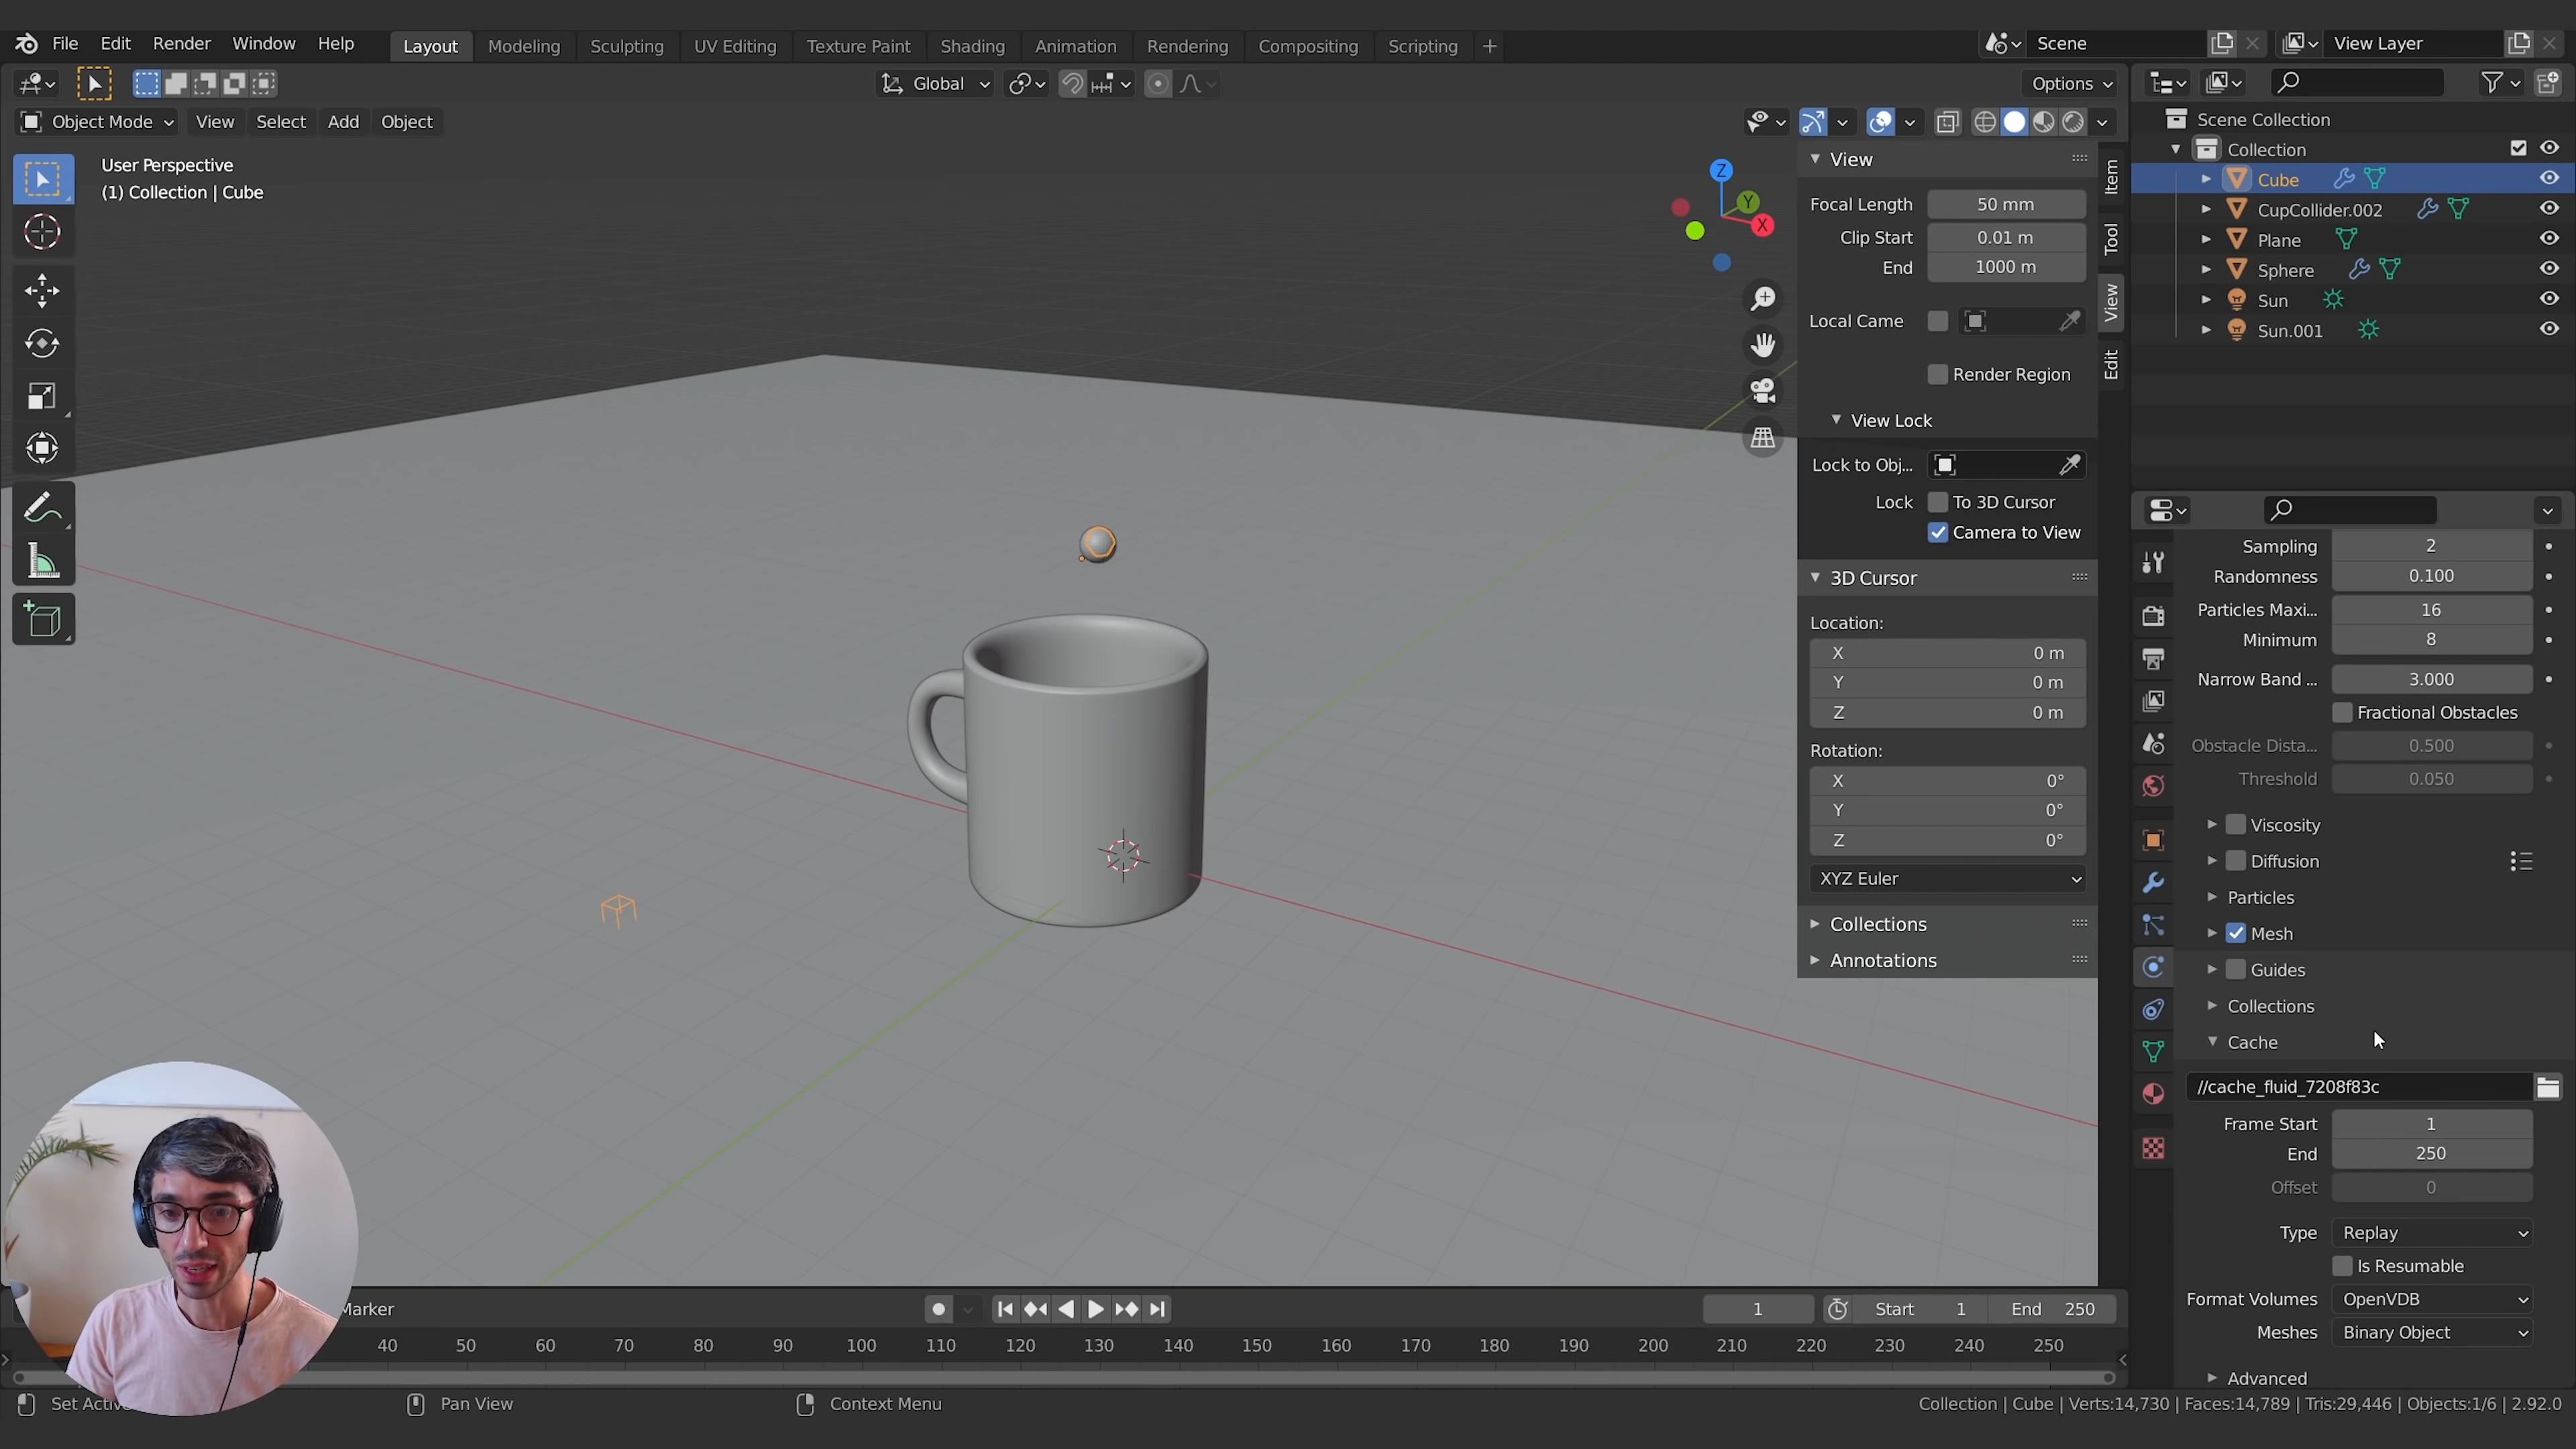 File Edit Render Window Help Layout Modeling Sculpting UV Editing Texture Paint Shading Animation Rendering Compositing Scripting + Scene View Layer
Global Options
Object Mode View Select Add Object
User Perspective
(1) Collection | Cube
Z
Y
X
View
Focal Length 50 mm
Clip Start 0.01 m
End 1000 m
Local Came
Render Region
View Lock
Lock to Obj...
Lock To 3D Cursor
Camera to View
3D Cursor
Location:
X 0 m
Y 0 m
Z 0 m
Rotation:
X 0°
Y 0°
Z 0°
XYZ Euler
Collections
Annotations
Item
Tool
View
Edit
Scene Collection
Collection
Cube
CupCollider.002
Plane
Sphere
Sun
Sun.001
Sampling 2
Randomness 0.100
Particles Maxi... 16
Minimum 8
Narrow Band ... 3.000
Fractional Obstacles
Obstacle Dista... 0.500
Threshold 0.050
Viscosity
Diffusion
Particles
Mesh
Guides
Collections
Cache
//cache_fluid_7208f83c
Frame Start 1
End 250
Offset 0
Type Replay
Is Resumable
Format Volumes OpenVDB
Meshes Binary Object
Advanced
Marker 1 Start 1 End 250
40 50 60 70 80 90 100 110 120 130 140 150 160 170 180 190 200 210 220 230 240 250
Set Activ Pan View Context Menu Collection | Cube | Verts:14,730 | Faces:14,789 | Tris:29,446 | Objects:1/6 | 2.92.0